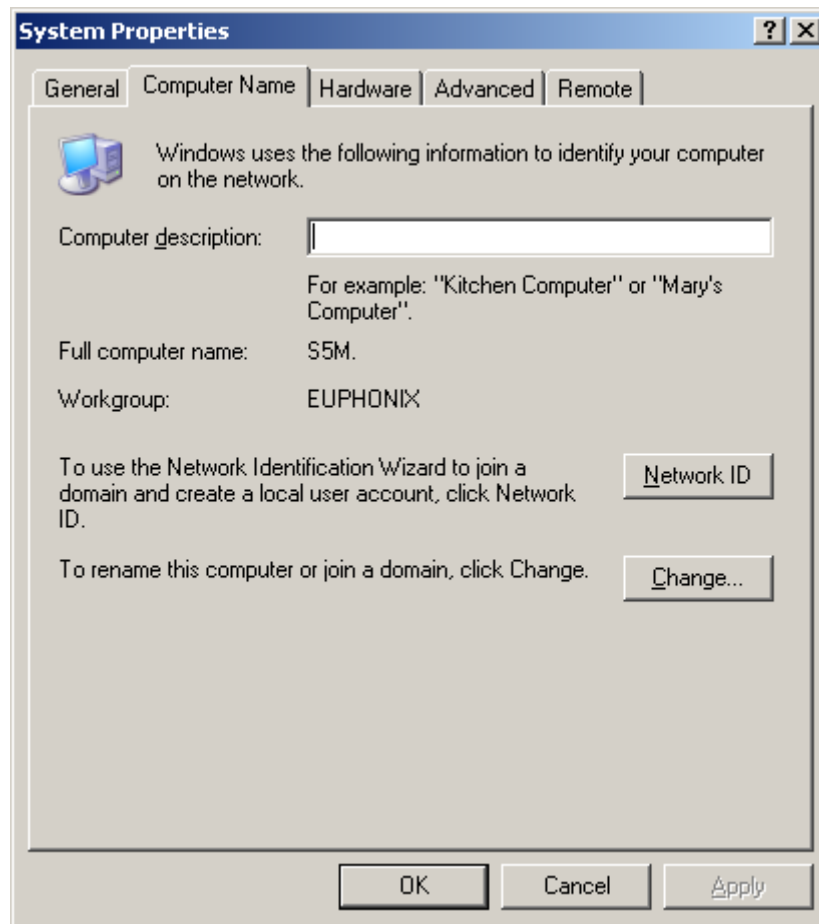 System Properties
General Computer Name Hardware Advanced Remote
Windows uses the following information to identify your computer
on the network.
Computer description:
For example: "Kitchen Computer" or "Mary's
Computer".
Full computer name: S5M.
Workgroup: EUPHONIX
To use the Network Identification Wizard to join a
domain and create a local user account, click Network
ID.
Network ID
To rename this computer or join a domain, click Change.
Change...
OK Cancel Apply